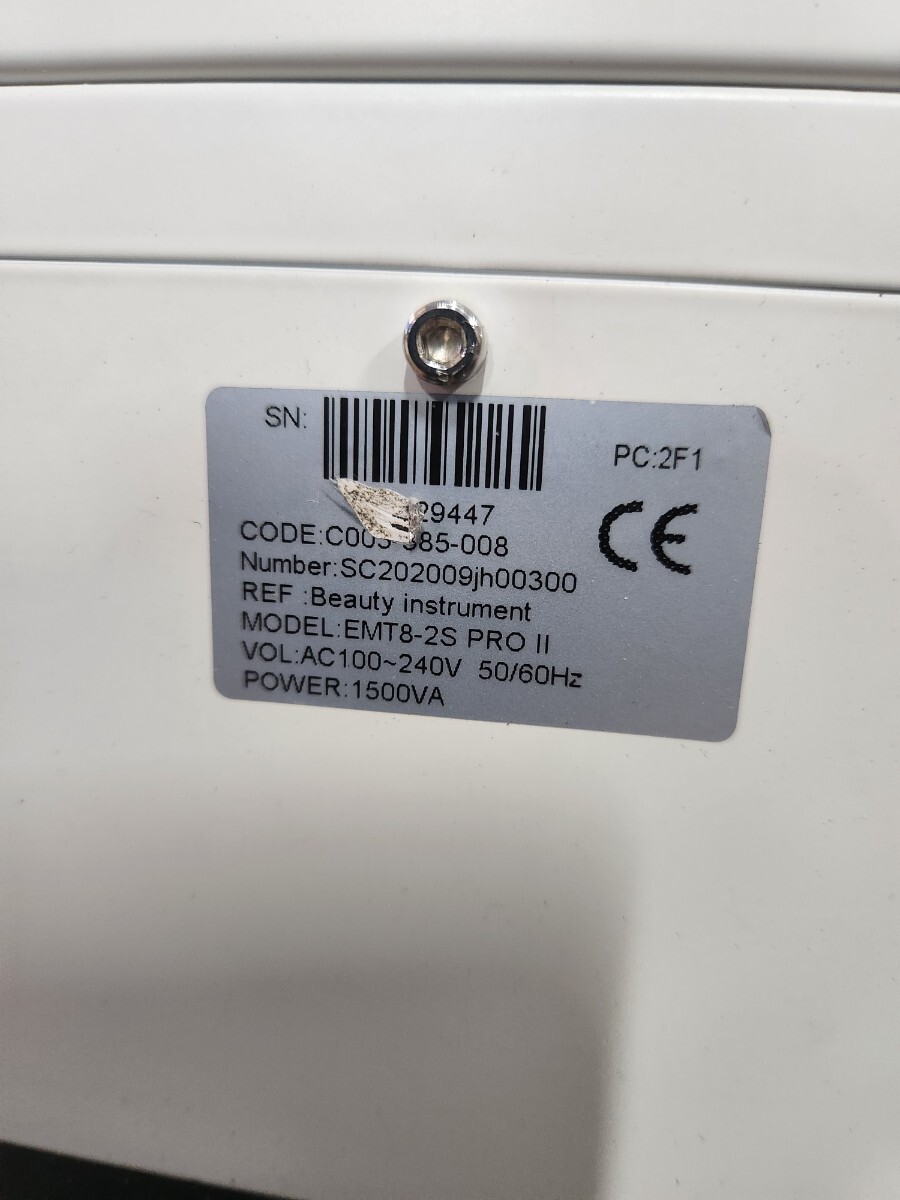 SN:
PC:2F1
29447
CE
CODE:C005-385-008
Number:SC202009jh00300
REF :Beauty instrument
MODEL:EMT8-2S PRO II
VOL:AC100~240V 50/60Hz
POWER:1500VA